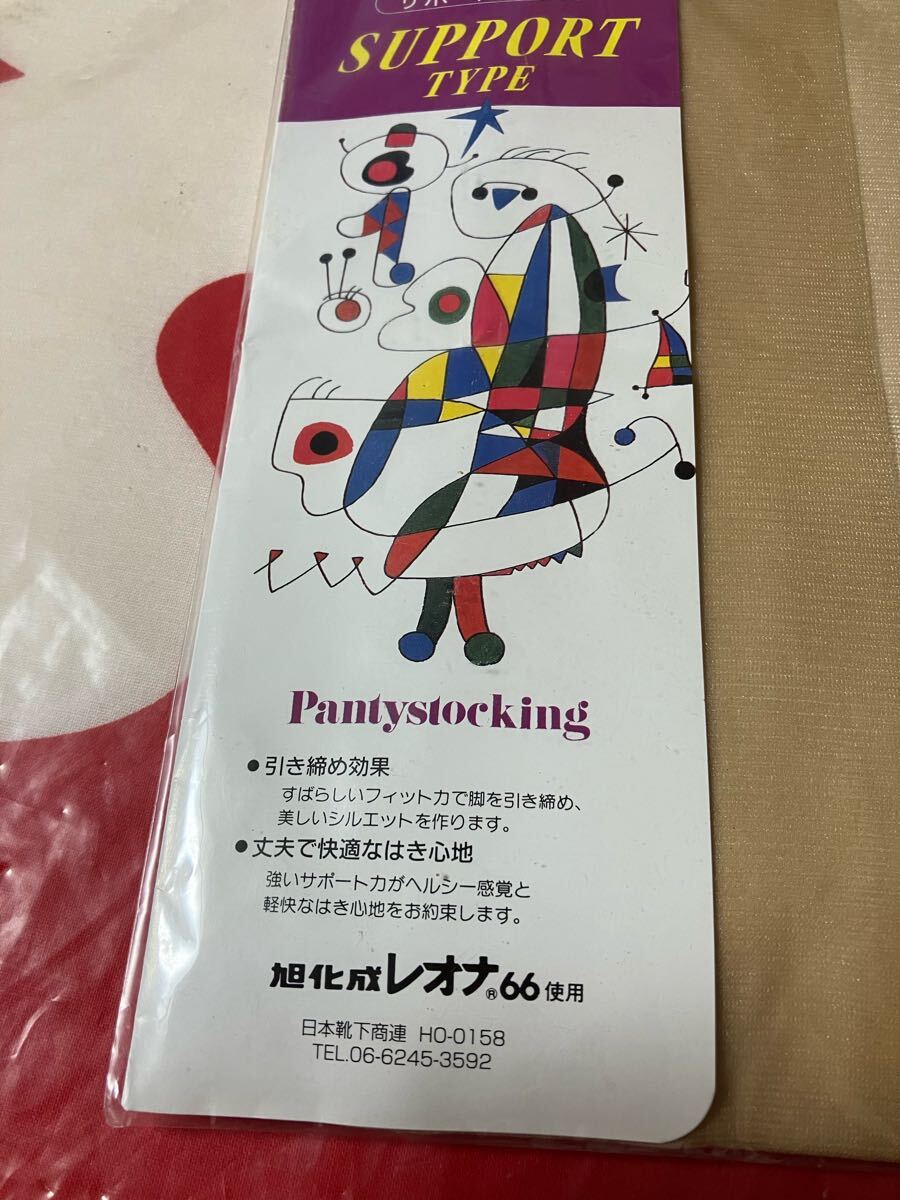 SUPPORT
TYPE
Pantystocking
●引き締め効果
すばらしいフィット力で脚を引き締め、
美しいシルエットを作ります。
●丈夫で快適なはき心地
強いサポート力がヘルシー感覚と
軽快なはき心地をお約束します。
旭化成レオナ®66使用
日本靴下商連 HO-0158
TEL.06-6245-3592